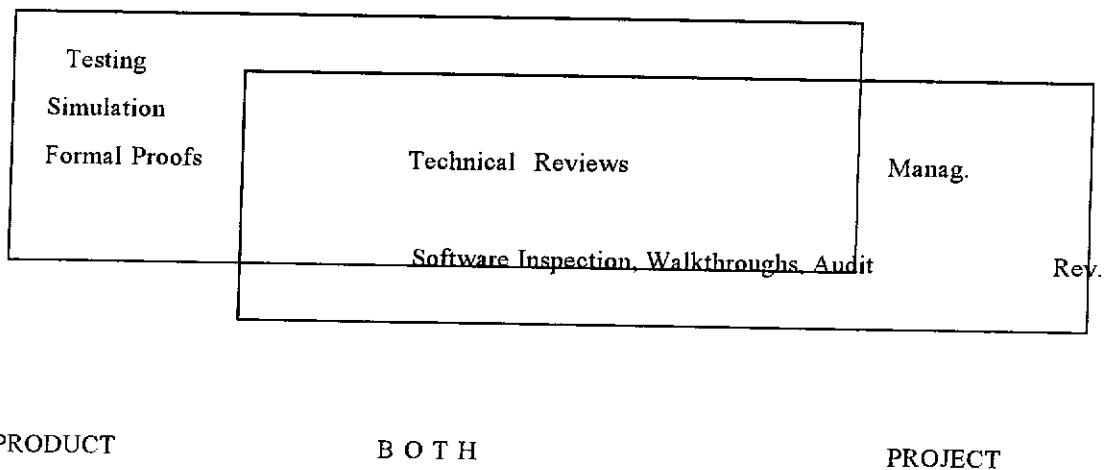 Testing
Simulation
Formal Proofs
Technical Reviews
Manag.
Software Inspection, Walkthroughs, Audit
Rev.
PRODUCT
B O T H
PROJECT